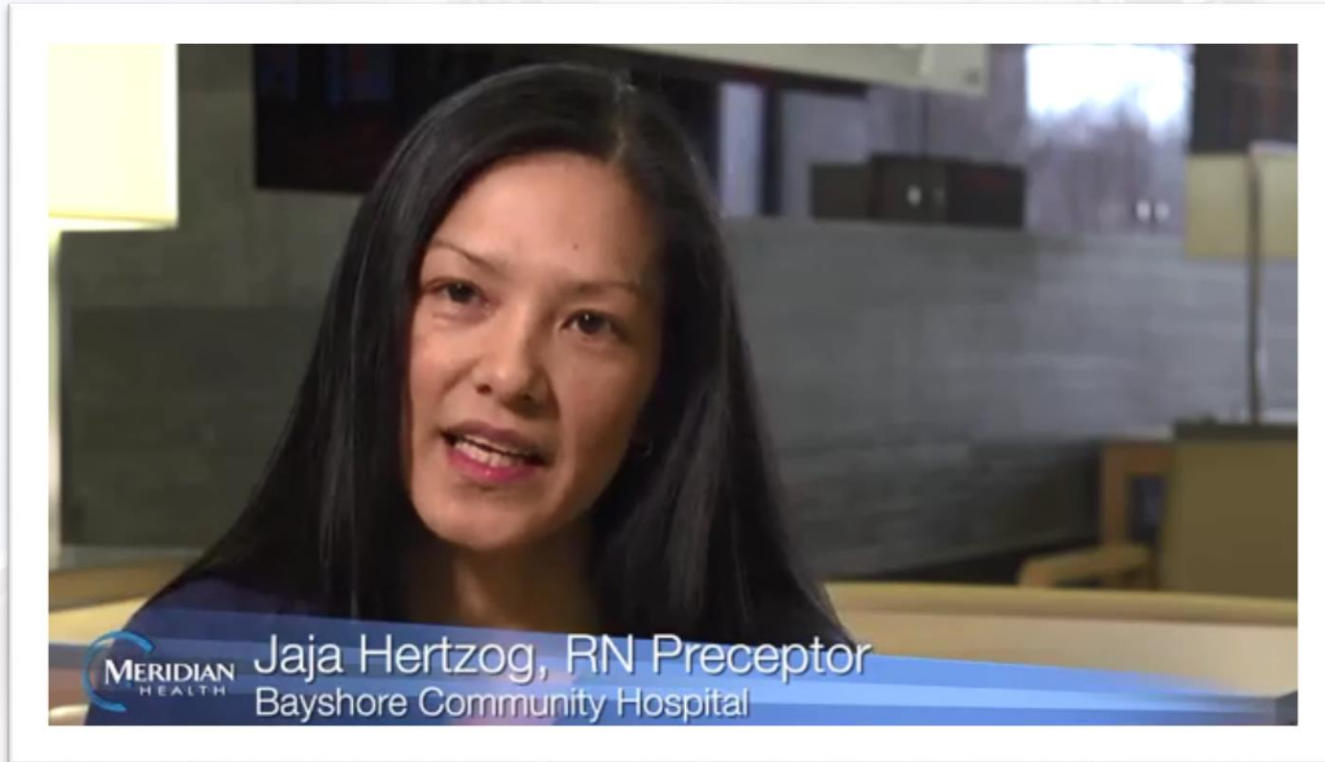 MERIDIAN
HEALTH
Jaja Hertzog, RN Preceptor
Bayshore Community Hospital